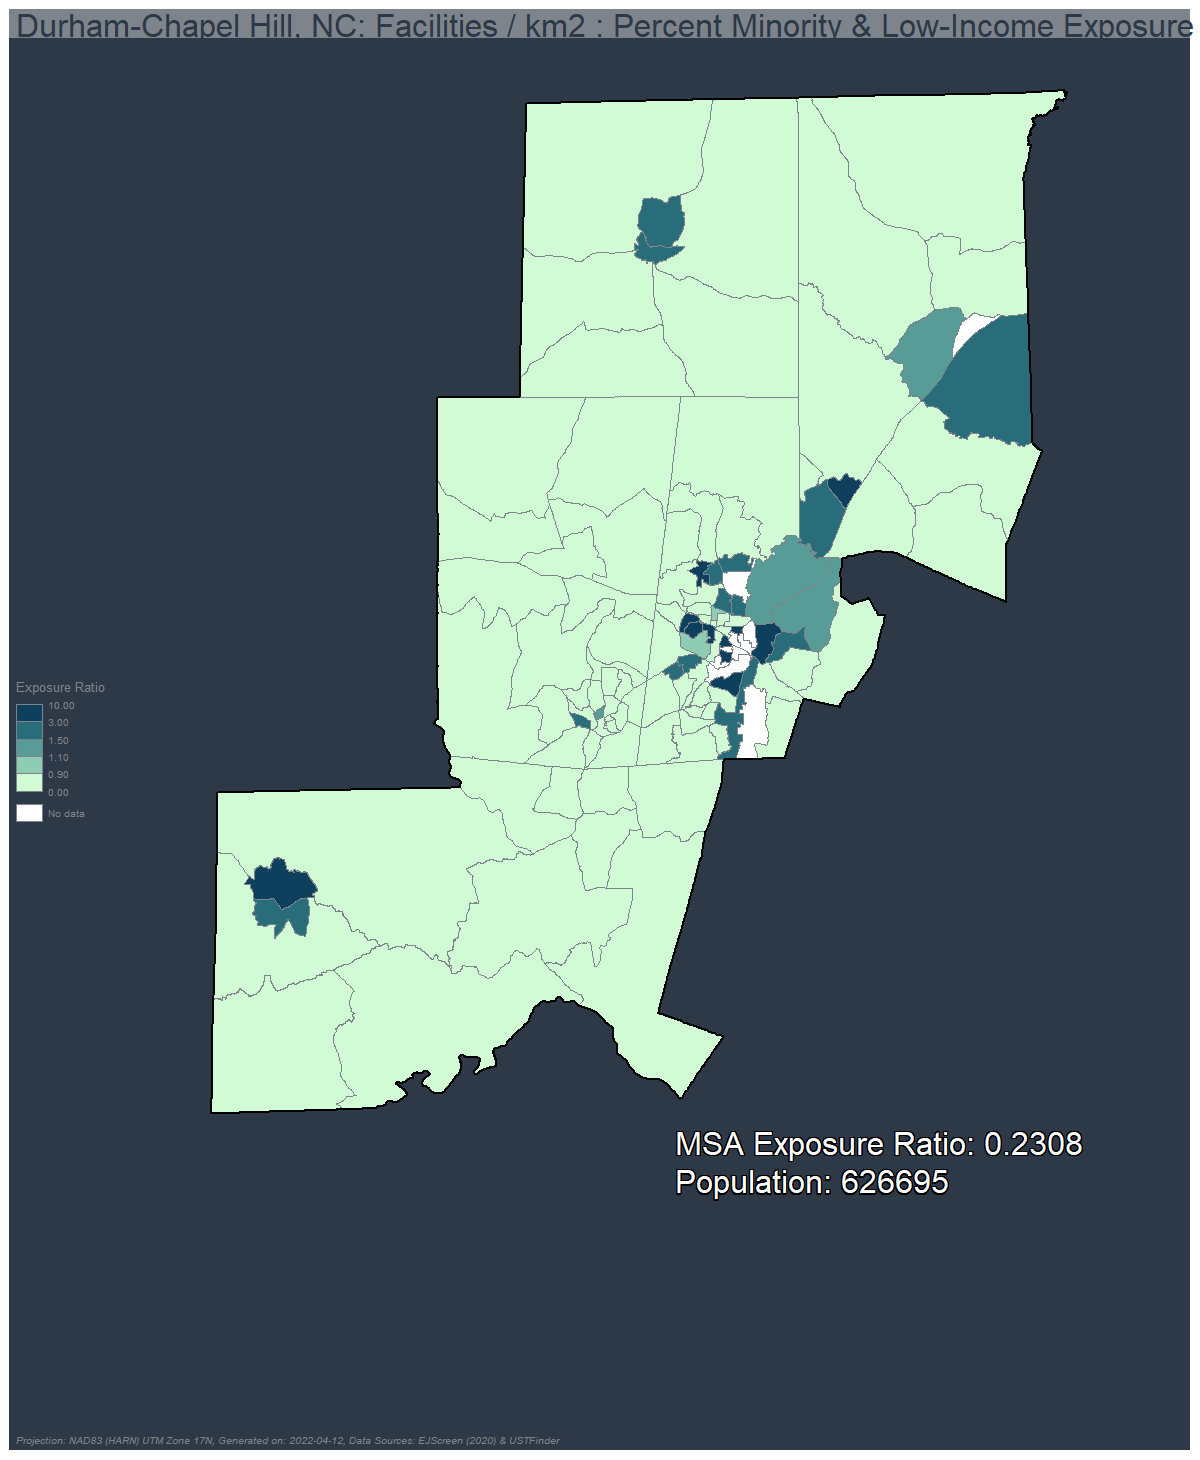 Durham-Chapel Hill, NC: Facilities / km2 : Percent Minority & Low-Income Exposure
Exposure Ratio
10.00
3.00
1.50
1.10
0.90
0.00
No data
MSA Exposure Ratio: 0.2308
Population: 626695
Projection: NAD83 (HARN) UTM Zone 17N, Generated on: 2022-04-12, Data Sources: EJScreen (2020) & USTFinder